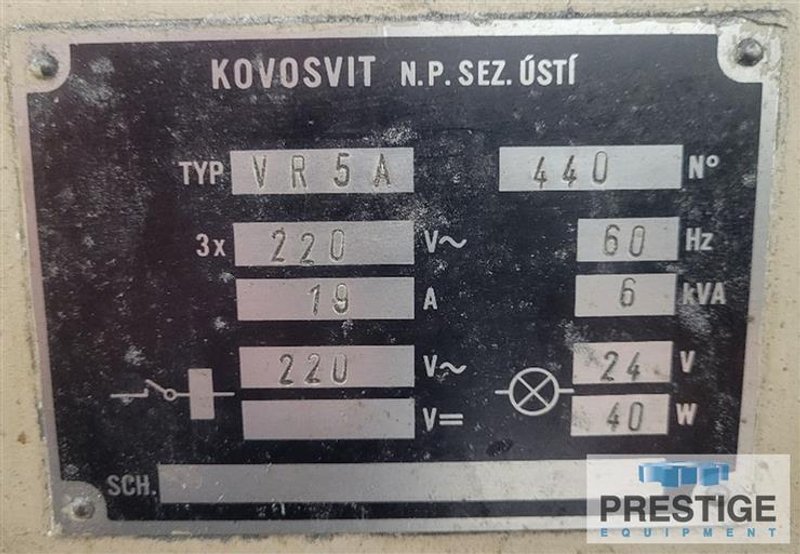 KOVOSVIT N.P. SEZ. ÚSTÍ
TYP VR5A 440 Nº
3x 220 V~ 60 Hz
19 A 6 kVA
220 V~ 24 V
V= 40 W
SCH.
PRESTIGE
EQUIPMENT